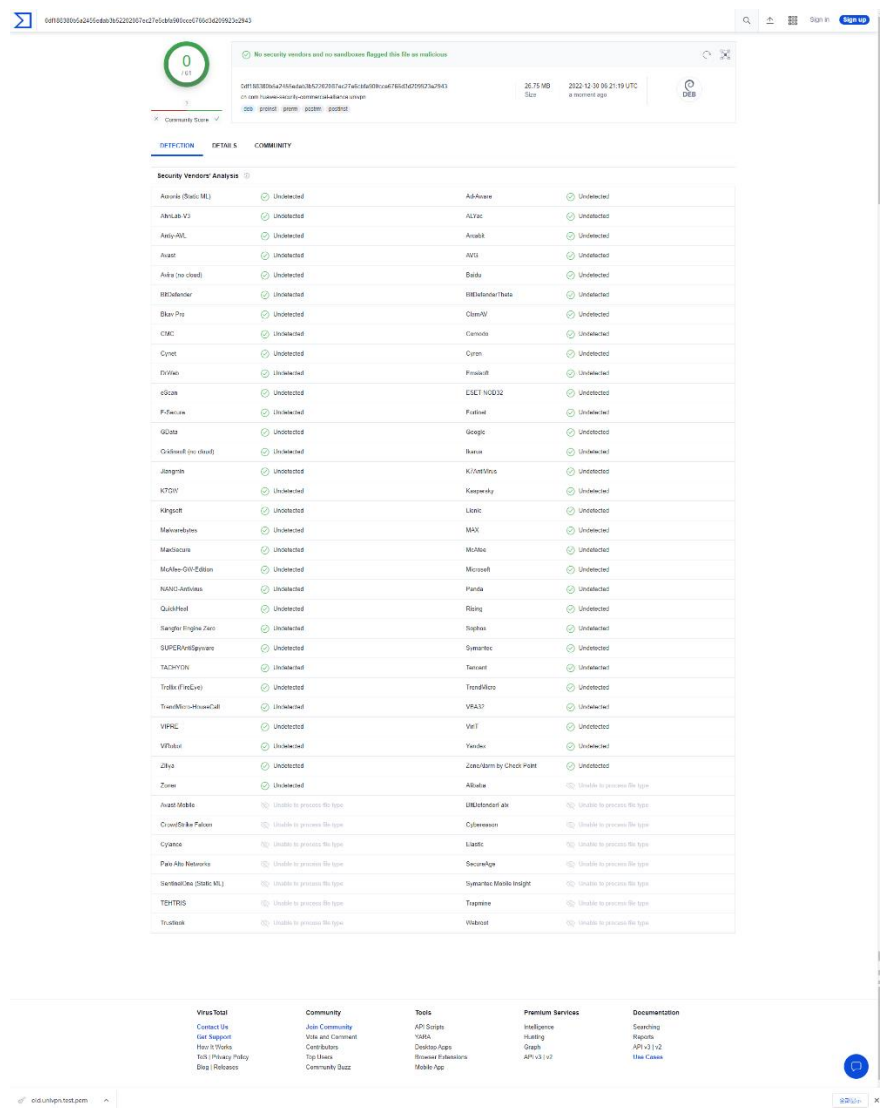 Sign in Sign up
0
/ 61
No security vendors and no sandboxes flagged this file as malicious
26.75 MB
Size
2022-12-30 06:21:19 UTC
a moment ago
DEB
deb preinst prerm postrm postinst
?
Community Score
DETECTION DETAILS COMMUNITY
Security Vendors' Analysis
Acronis (Static ML) Undetected Ad-Aware Undetected
AhnLab-V3 Undetected ALYac Undetected
Antiy-AVL Undetected Arcabit Undetected
Avast Undetected AVG Undetected
Avira (no cloud) Undetected Baidu Undetected
BitDefender Undetected BitDefenderTheta Undetected
Bkav Pro Undetected ClamAV Undetected
CMC Undetected Comodo Undetected
Cynet Undetected Cyren Undetected
DrWeb Undetected Emsisoft Undetected
eScan Undetected ESET-NOD32 Undetected
F-Secure Undetected Fortinet Undetected
GData Undetected Google Undetected
Gridinsoft (no cloud) Undetected Ikarus Undetected
Jiangmin Undetected K7AntiVirus Undetected
K7GW Undetected Kaspersky Undetected
Kingsoft Undetected Lionic Undetected
Malwarebytes Undetected MAX Undetected
MaxSecure Undetected McAfee Undetected
McAfee-GW-Edition Undetected Microsoft Undetected
NANO-Antivirus Undetected Panda Undetected
QuickHeal Undetected Rising Undetected
Sangfor Engine Zero Undetected Sophos Undetected
SUPERAntiSpyware Undetected Symantec Undetected
TACHYON Undetected Tencent Undetected
Trellix (FireEye) Undetected TrendMicro Undetected
TrendMicro-HouseCall Undetected VBA32 Undetected
VIPRE Undetected VirIT Undetected
ViRobot Undetected Yandex Undetected
Zillya Undetected ZoneAlarm by Check Point Undetected
Zoner Undetected Alibaba Unable to process file type
Avast-Mobile Unable to process file type BitDefenderFalx Unable to process file type
CrowdStrike Falcon Unable to process file type Cybereason Unable to process file type
Cylance Unable to process file type Elastic Unable to process file type
Palo Alto Networks Unable to process file type SecureAge Unable to process file type
SentinelOne (Static ML) Unable to process file type Symantec Mobile Insight Unable to process file type
TEHTRIS Unable to process file type Trapmine Unable to process file type
Trustlook Unable to process file type Webroot Unable to process file type
VirusTotal Community Tools Premium Services Documentation
Contact Us Join Community API Scripts Intelligence Searching
Get Support Vote and Comment YARA Hunting Reports
How It Works Contributors Desktop Apps Graph API v3 | v2
ToS | Privacy Policy Top Users Browser Extensions API v3 | v2 Use Cases
Blog | Releases Community Buzz Mobile App
old.univpn.test.pcm